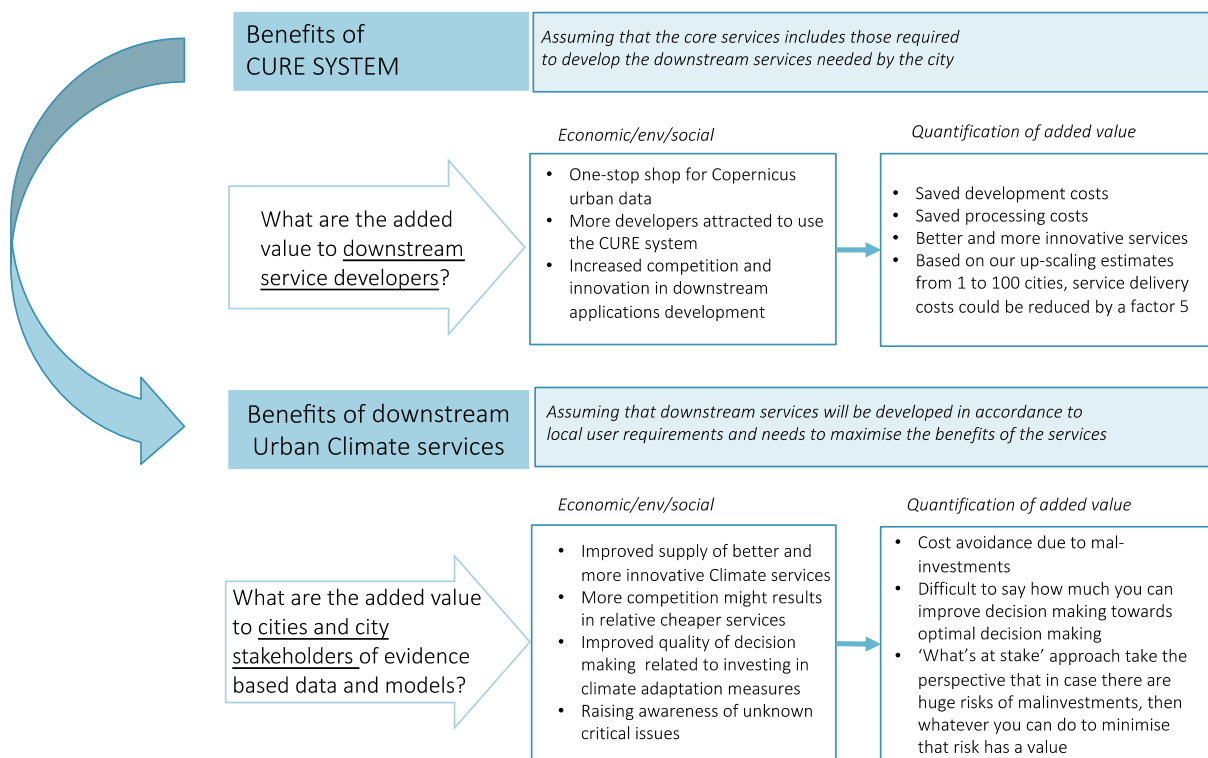 Benefits of
CURE SYSTEM
Assuming that the core services includes those required
to develop the downstream services needed by the city
Economic/env/social
Quantification of added value
What are the added
value to downstream
service developers?
• One-stop shop for Copernicus
urban data
• More developers attracted to use
the CURE system
• Increased competition and
innovation in downstream
applications development
• Saved development costs
• Saved processing costs
• Better and more innovative services
• Based on our up-scaling estimates
from 1 to 100 cities, service delivery
costs could be reduced by a factor 5
Benefits of downstream
Urban Climate services
Assuming that downstream services will be developed in accordance to
local user requirements and needs to maximise the benefits of the services
Economic/env/social
Quantification of added value
What are the added value
to cities and city
stakeholders of evidence
based data and models?
• Improved supply of better and
more innovative Climate services
• More competition might results
in relative cheaper services
• Improved quality of decision
making related to investing in
climate adaptation measures
• Raising awareness of unknown
critical issues
• Cost avoidance due to mal-
investments
• Difficult to say how much you can
improve decision making towards
optimal decision making
• ‘What’s at stake’ approach take the
perspective that in case there are
huge risks of malinvestments, then
whatever you can do to minimise
that risk has a value